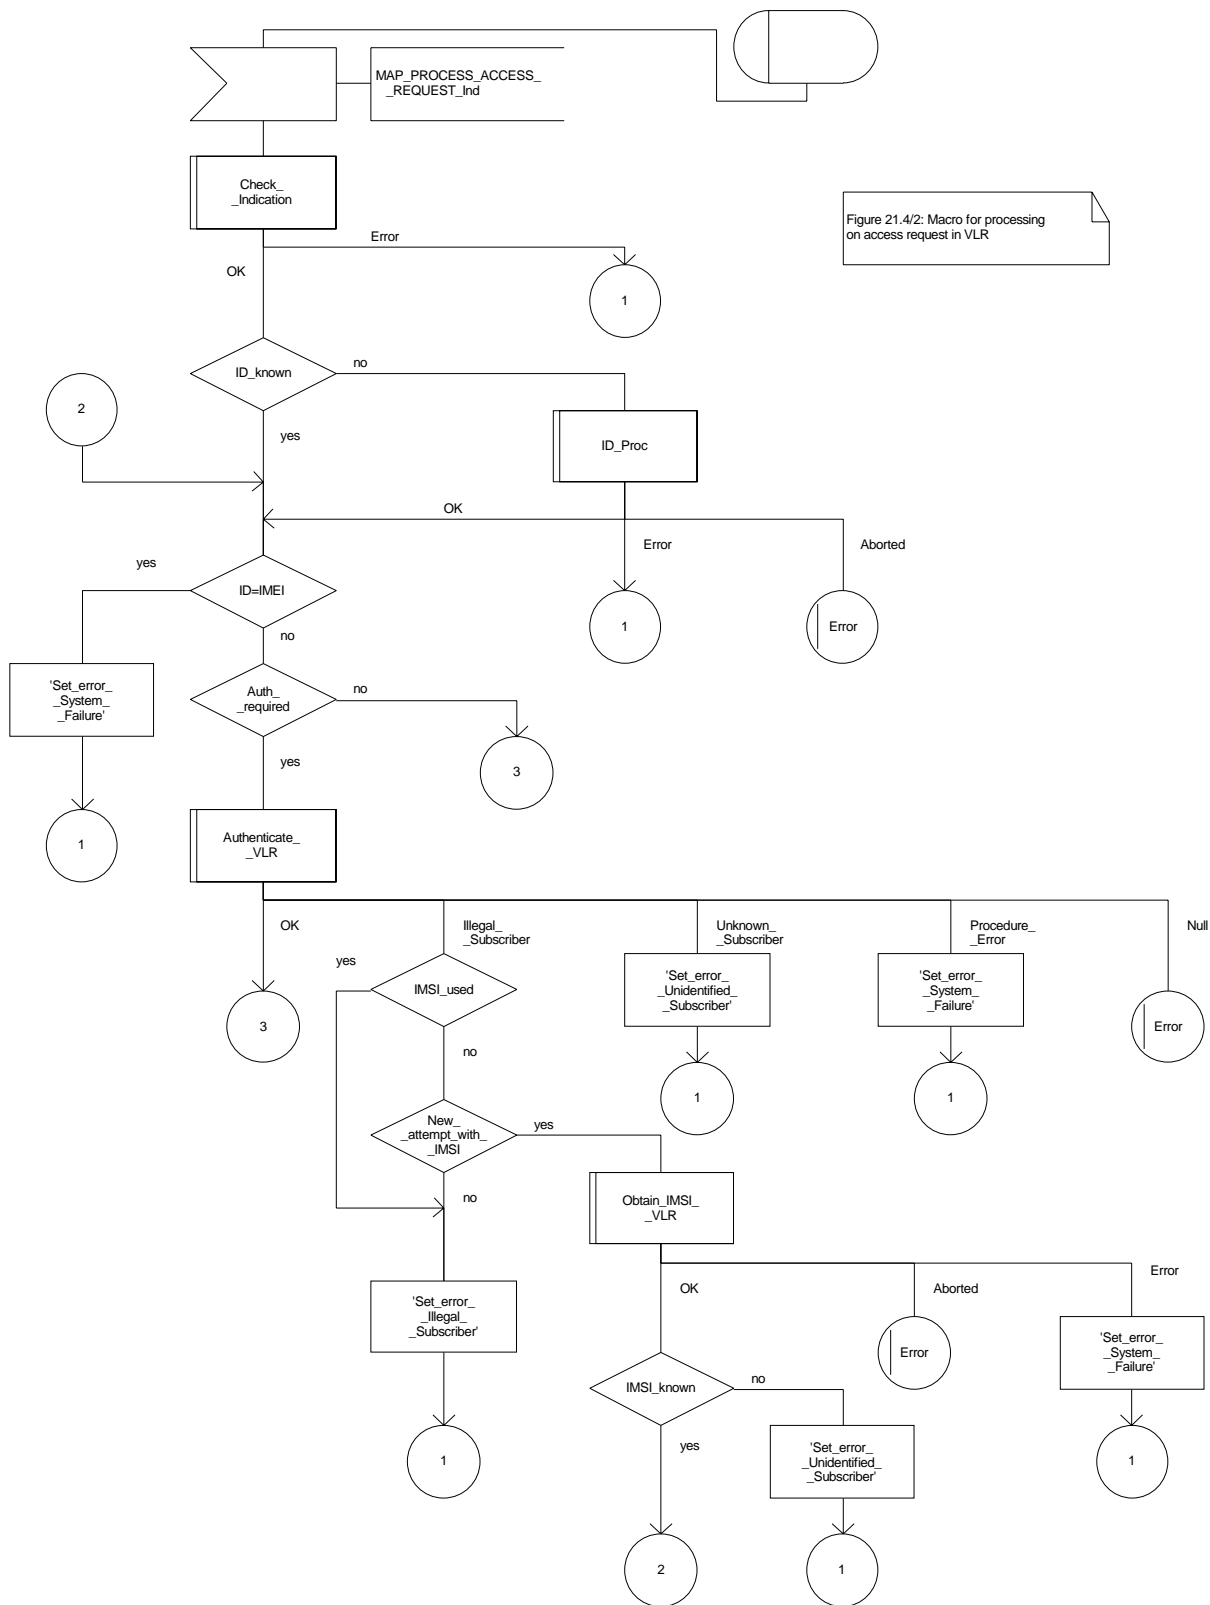 MAP_PROCESS_ACCESS_
_REQUEST_Ind
Check_
_Indication
Figure 21.4/2: Macro for processing
on access request in VLR
Error
OK
1
ID_known
no
2
yes
ID_Proc
OK
Error
Aborted
yes
ID=IMEI
1
Error
no
'Set_error_
_System_
_Failure'
Auth_
_required
no
3
yes
1
Authenticate_
_VLR
OK
Illegal_
_Subscriber
Unknown_
_Subscriber
Procedure_
_Error
Null
yes
IMSI_used
'Set_error_
_Unidentified_
_Subscriber'
'Set_error_
_System_
_Failure'
3
Error
no
1
1
New_
_attempt_with_
_IMSI
yes
no
Obtain_IMSI_
_VLR
Error
OK
Aborted
'Set_error_
_Illegal_
_Subscriber'
Error
'Set_error_
_System_
_Failure'
IMSI_known
no
yes
'Set_error_
_Unidentified_
_Subscriber'
1
1
2
1